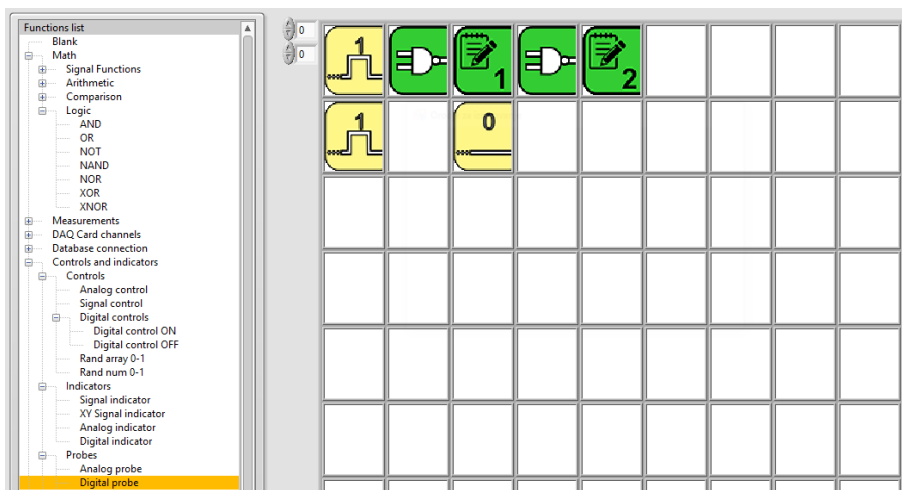 Functions list
Blank
Math
Signal Functions
Arithmetic
Comparison
Logic
AND
OR
NOT
NAND
NOR
XOR
XNOR
Measurements
DAQ Card channels
Database connection
Controls and indicators
Controls
Analog control
Signal control
Digital controls
Digital control ON
Digital control OFF
Rand array 0-1
Rand num 0-1
Indicators
Signal indicator
XY Signal indicator
Analog indicator
Digital indicator
Probes
Analog probe
Digital probe
0
0
1
1
2
1
0